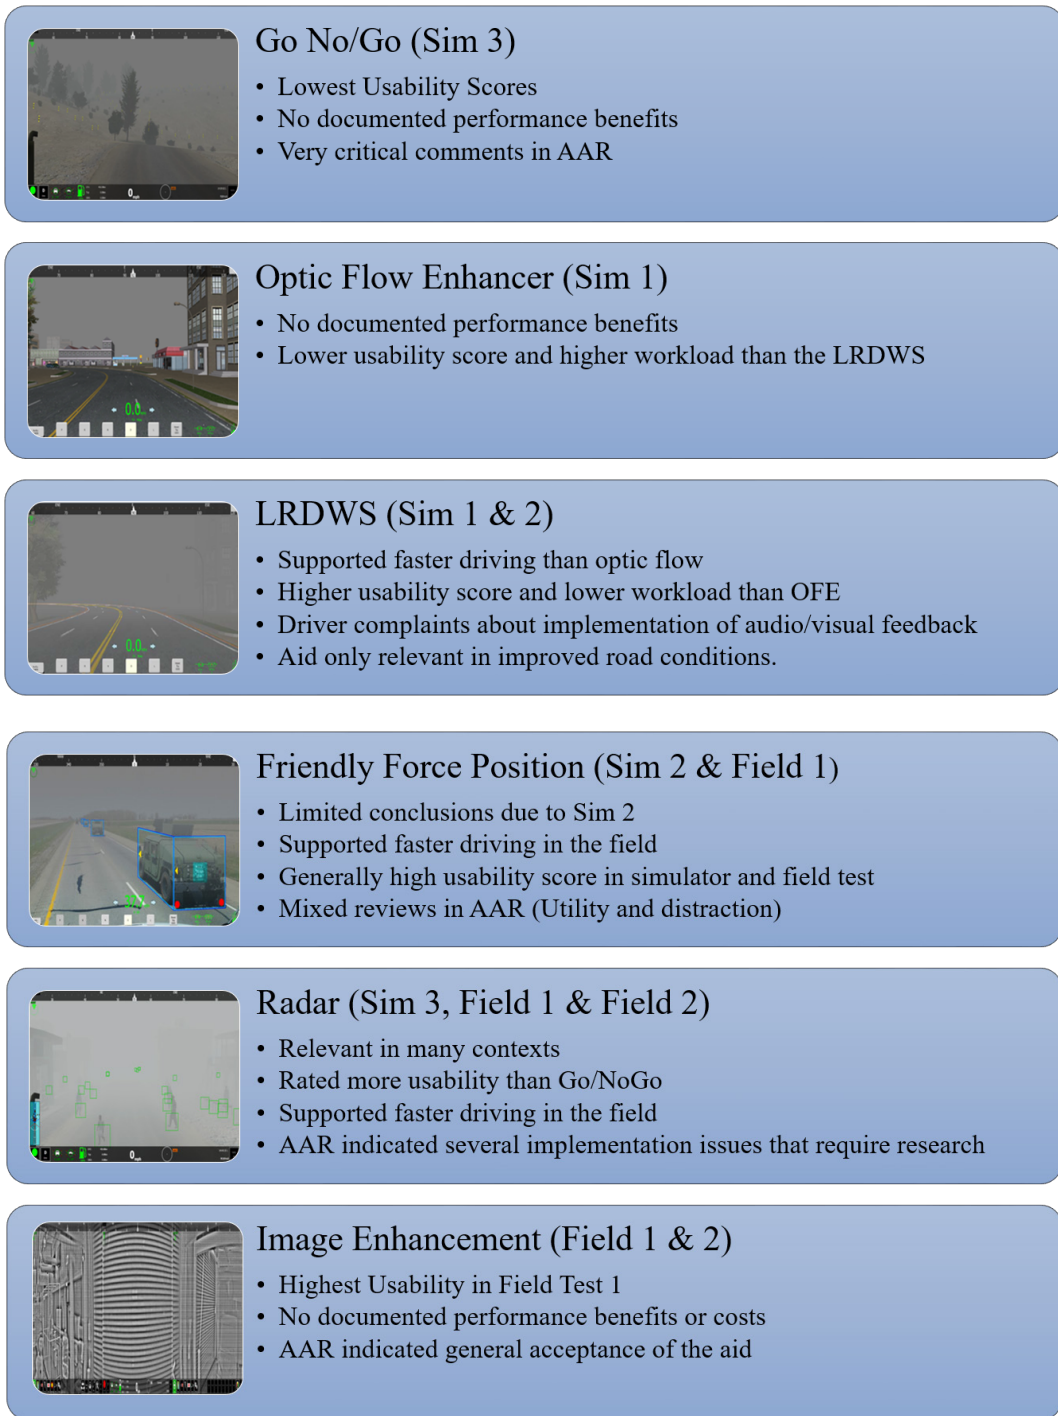 Go No/Go (Sim 3)
• Lowest Usability Scores
• No documented performance benefits
• Very critical comments in AAR
0
Optic Flow Enhancer (Sim 1)
• No documented performance benefits
• Lower usability score and higher workload than the LRDWS
0.0
LRDWS (Sim 1 & 2)
• Supported faster driving than optic flow
• Higher usability score and lower workload than OFE
• Driver complaints about implementation of audio/visual feedback
• Aid only relevant in improved road conditions.
0.0
Friendly Force Position (Sim 2 & Field 1)
• Limited conclusions due to Sim 2
• Supported faster driving in the field
• Generally high usability score in simulator and field test
• Mixed reviews in AAR (Utility and distraction)
Radar (Sim 3, Field 1 & Field 2)
• Relevant in many contexts
• Rated more usability than Go/NoGo
• Supported faster driving in the field
• AAR indicated several implementation issues that require research
0
Image Enhancement (Field 1 & 2)
• Highest Usability in Field Test 1
• No documented performance benefits or costs
• AAR indicated general acceptance of the aid